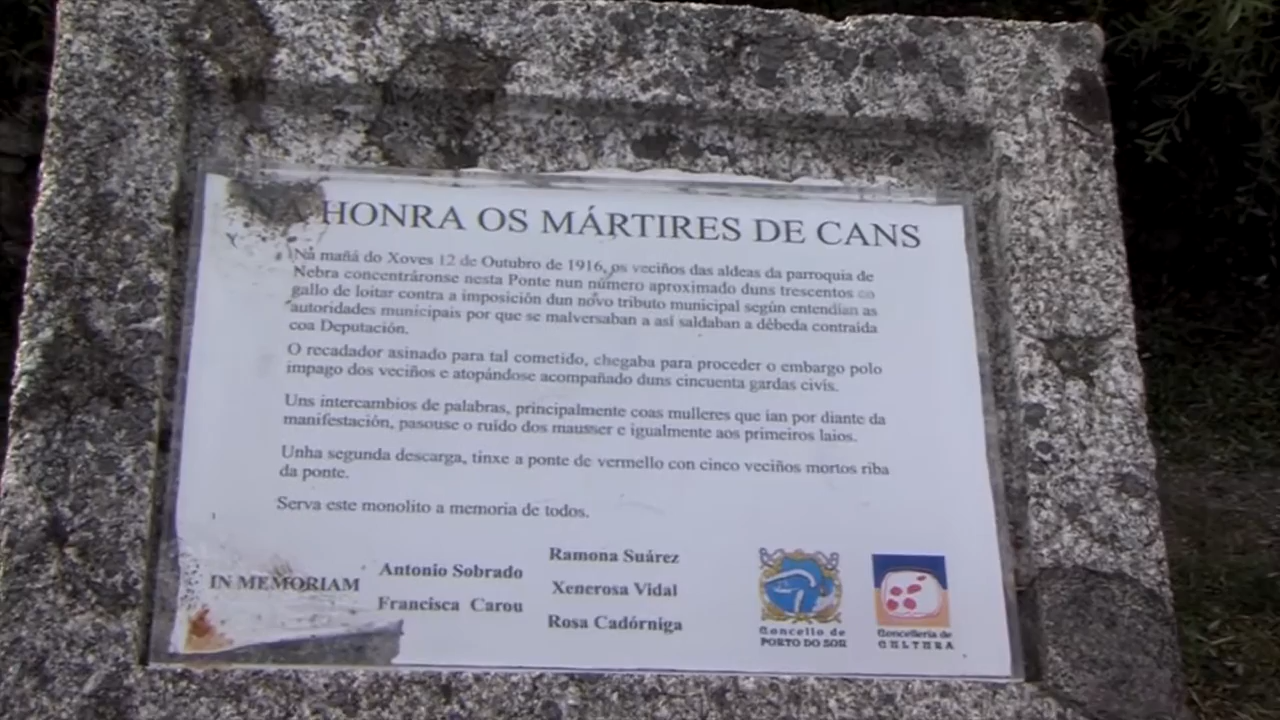 NA HONRA OS MÁRTIRES DE CANS
Na mañá do Xoves 12 de Outubro de 1916, os veciños das aldeas da parroquia de
Nebra concentráronse nesta Ponte nun número aproximado duns trescentos co
gallo de loitar contra a imposición dun novo tributo municipal según entendían as
autoridades municipais por que se malversaban a así saldaban a débeda contraída
coa Deputación.
O recadador asinado para tal cometido, chegaba para proceder o embargo polo
impago dos veciños e atopándose acompañado duns cincuenta gardas civís.
Uns intercambios de palabras, principalmente coas mulleres que ían por diante da
manifestación, pasouse o ruído dos mausser e igualmente aos primeiros laios.
Unha segunda descarga, tinxe a ponte de vermello con cinco veciños mortos riba
da ponte.
Serva este monolito a memoria de todos.
IN MEMORIAM
Antonio Sobrado
Francisca Carou
Ramona Suárez
Xenerosa Vidal
Rosa Cadórniga
Concello de
PORTO DO SON
Concellería de
CULTURA